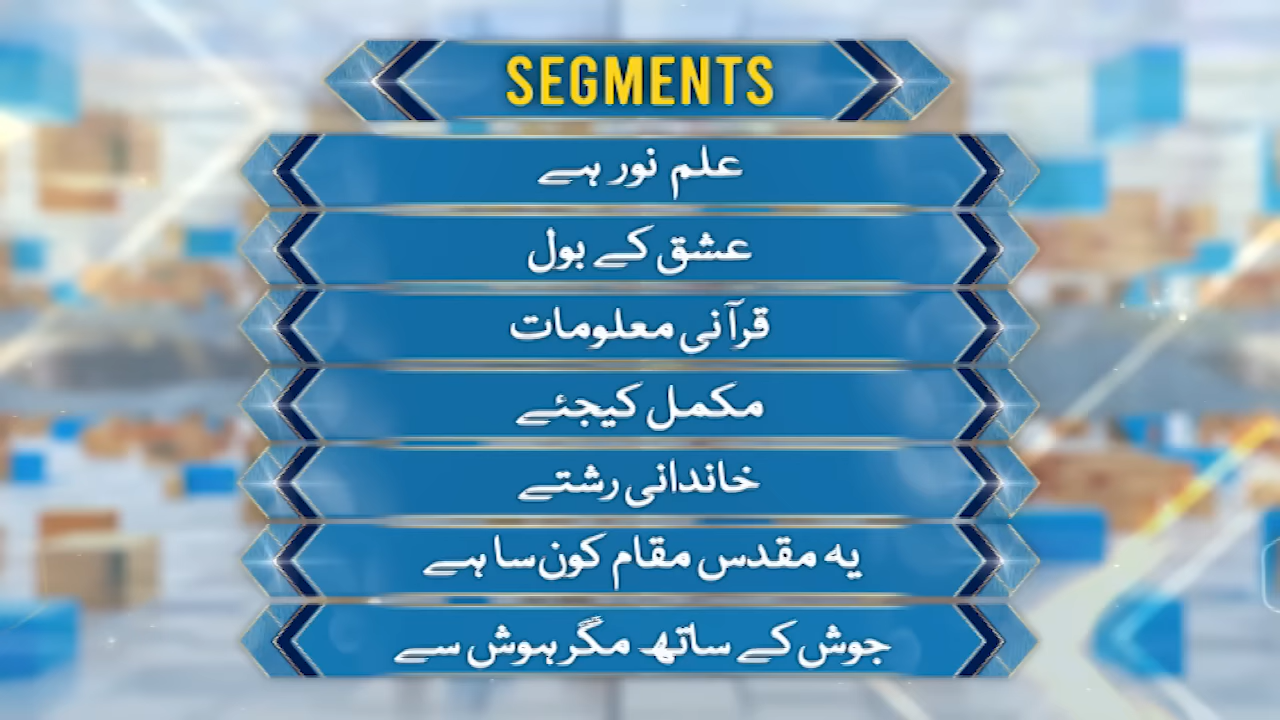 SEGMENTS
علم نور ہے
عشق کے بول
قرآنی معلومات
مکمل کیجئے
خاندانی رشتے
یہ مقدس مقام کون سا ہے
جوش کے ساتھ مگر ہوش سے